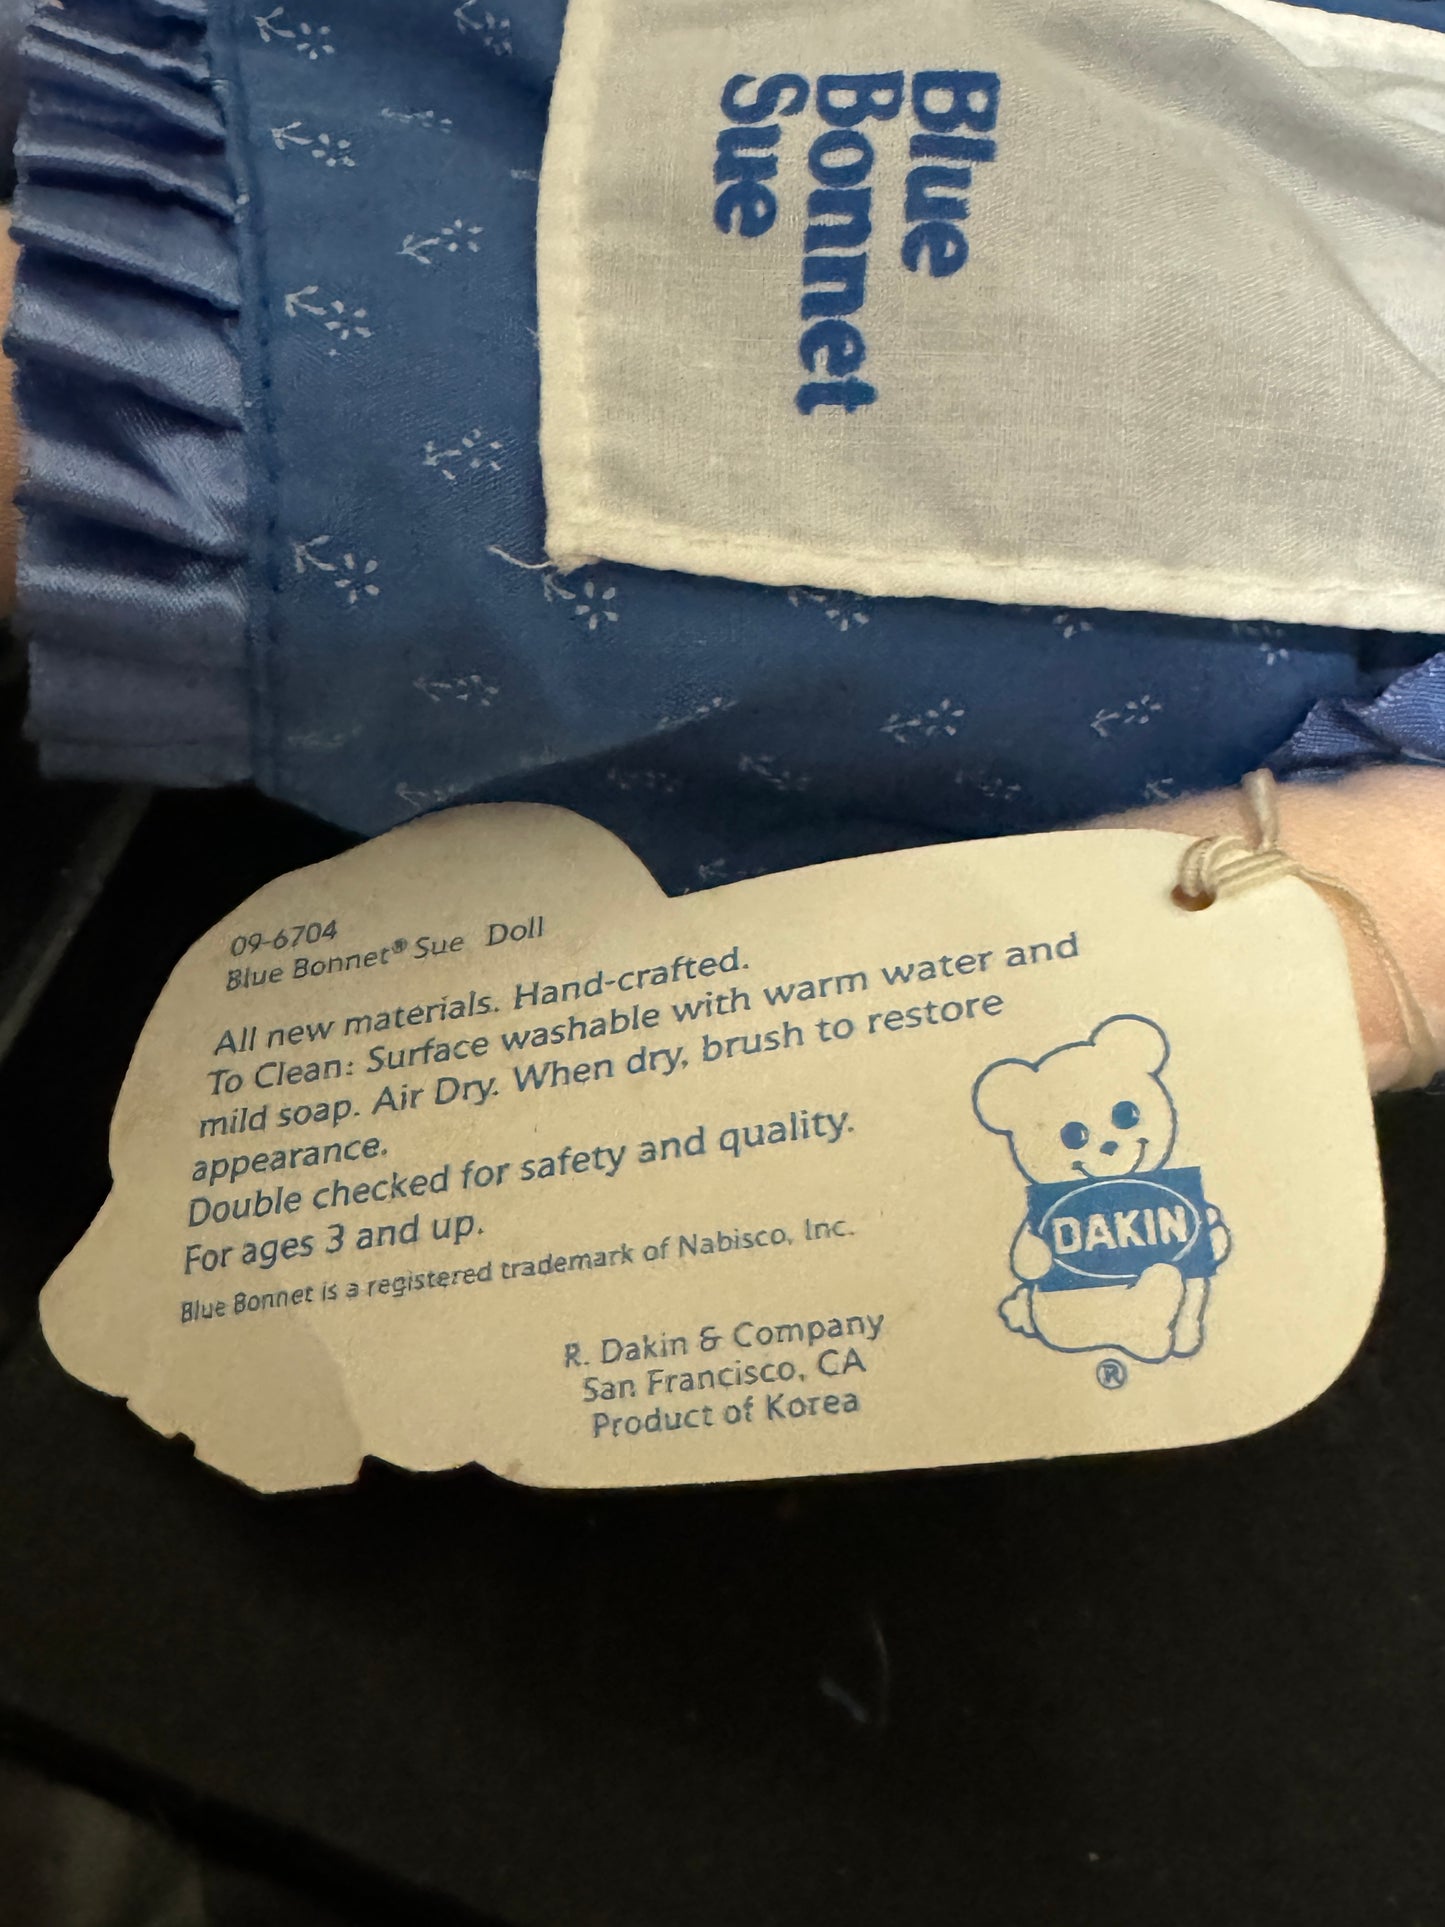 Blue
Bonnet
Sue
09-6704
Blue Bonnet® Sue Doll
All new materials. Hand-crafted.
To Clean: Surface washable with warm water and
mild soap. Air Dry. When dry, brush to restore
appearance.
Double checked for safety and quality.
For ages 3 and up.
Blue Bonnet is a registered trademark of Nabisco, Inc.
R. Dakin & Company
San Francisco, CA
Product of Korea
DAKIN
®